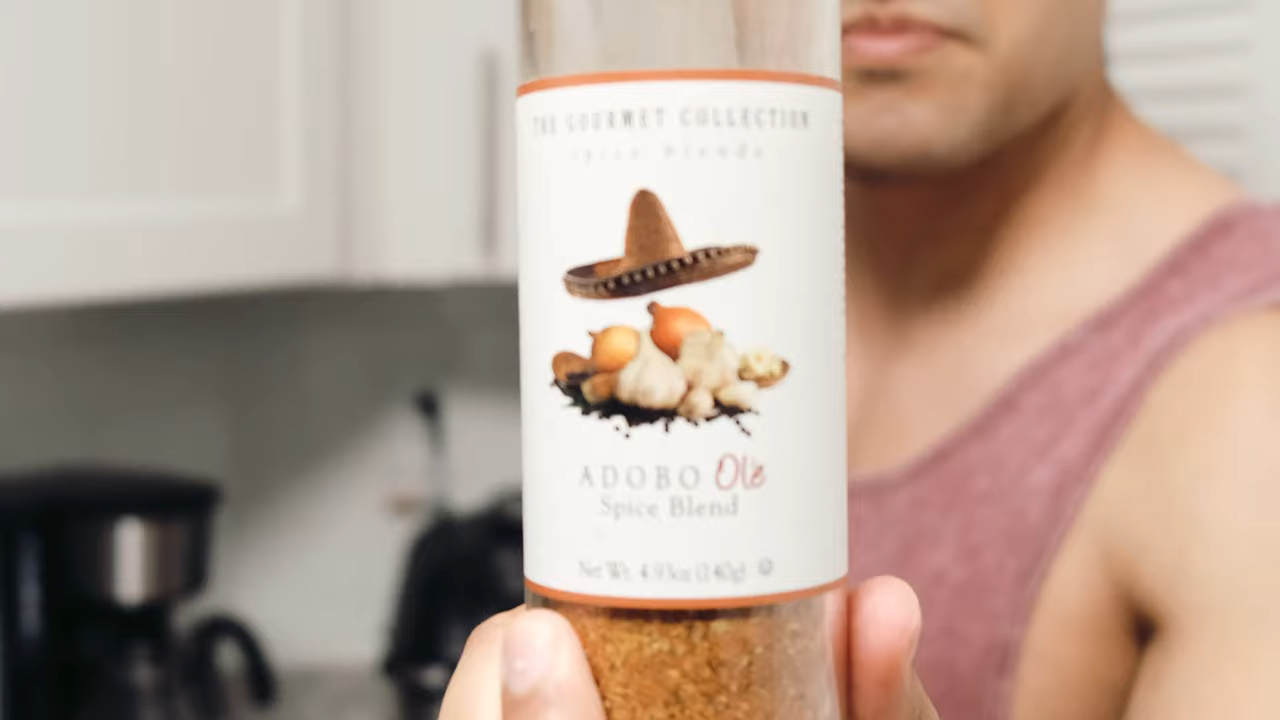 THE GOURMET COLLECTION
Spice Blends
ADOBO Olé
Spice Blend
Net Wt. 4.93oz (140g)